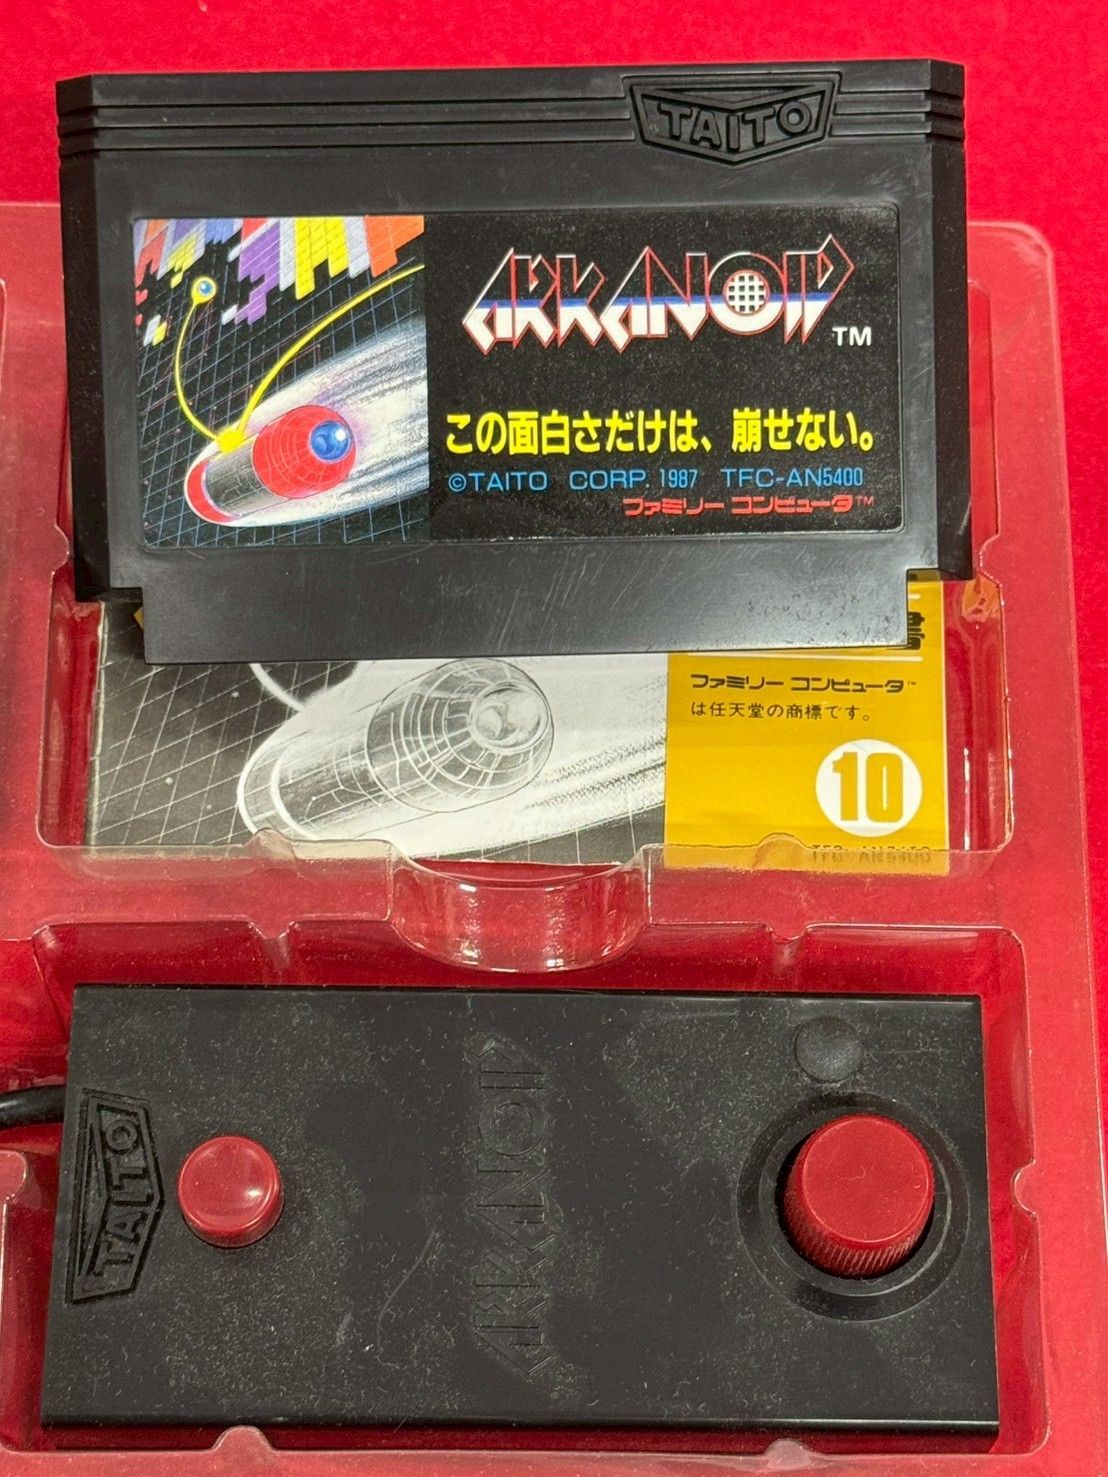 TAITO
ARKANOID
TM
この面白さだけは、崩せない。
©TAITO CORP. 1987 TFC-AN5400
ファミリー コンピュータ™
書
ファミリー コンピュータ™
は任天堂の商標です。
10
TFC-AN5400
TAITO
ARKANOID